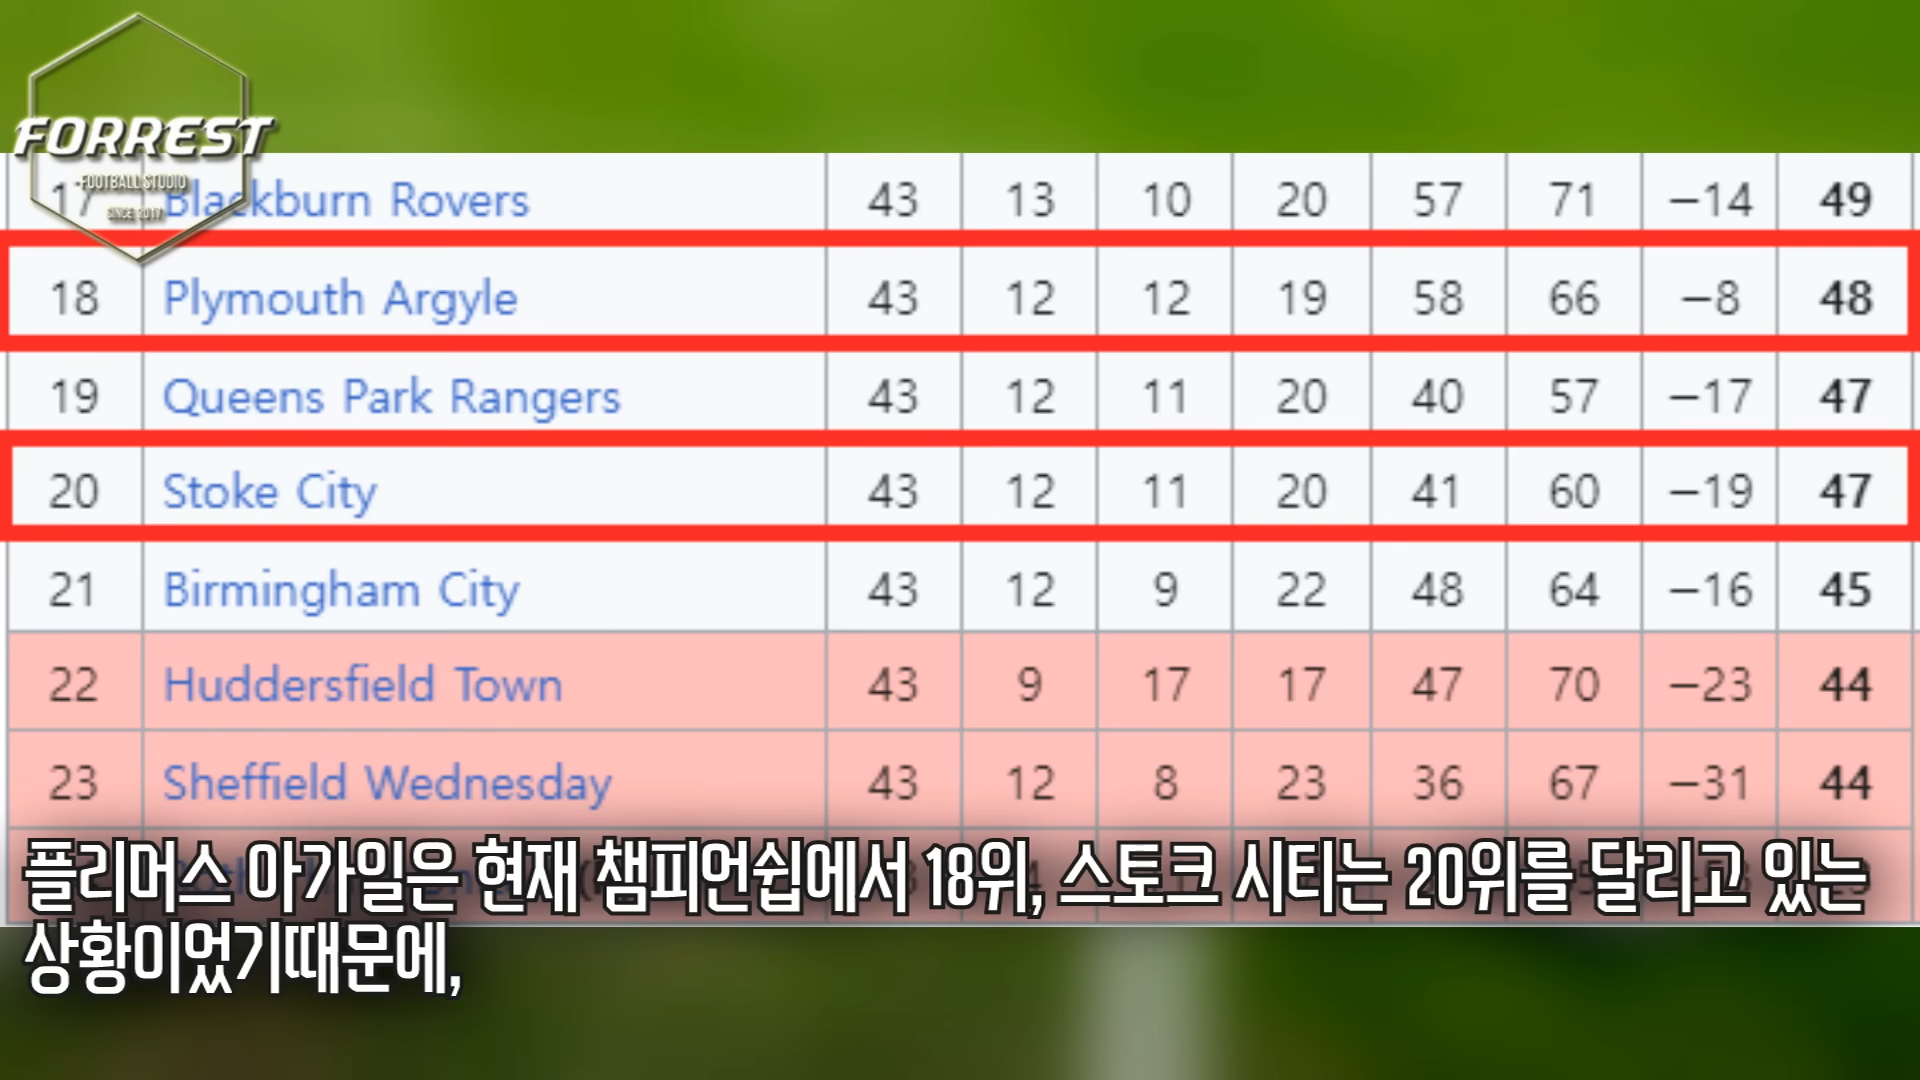 FORREST
FOOTBALL STUDIO
SINCE 2017
17 Blackburn Rovers 43 13 10 20 57 71 −14 49
18 Plymouth Argyle 43 12 12 19 58 66 −8 48
19 Queens Park Rangers 43 12 11 20 40 57 −17 47
20 Stoke City 43 12 11 20 41 60 −19 47
21 Birmingham City 43 12 9 22 48 64 −16 45
22 Huddersfield Town 43 9 17 17 47 70 −23 44
23 Sheffield Wednesday 43 12 8 23 36 67 −31 44
플리머스 아가일은 현재 챔피언쉽에서 18위, 스토크 시티는 20위를 달리고 있는
상황이었기때문에,